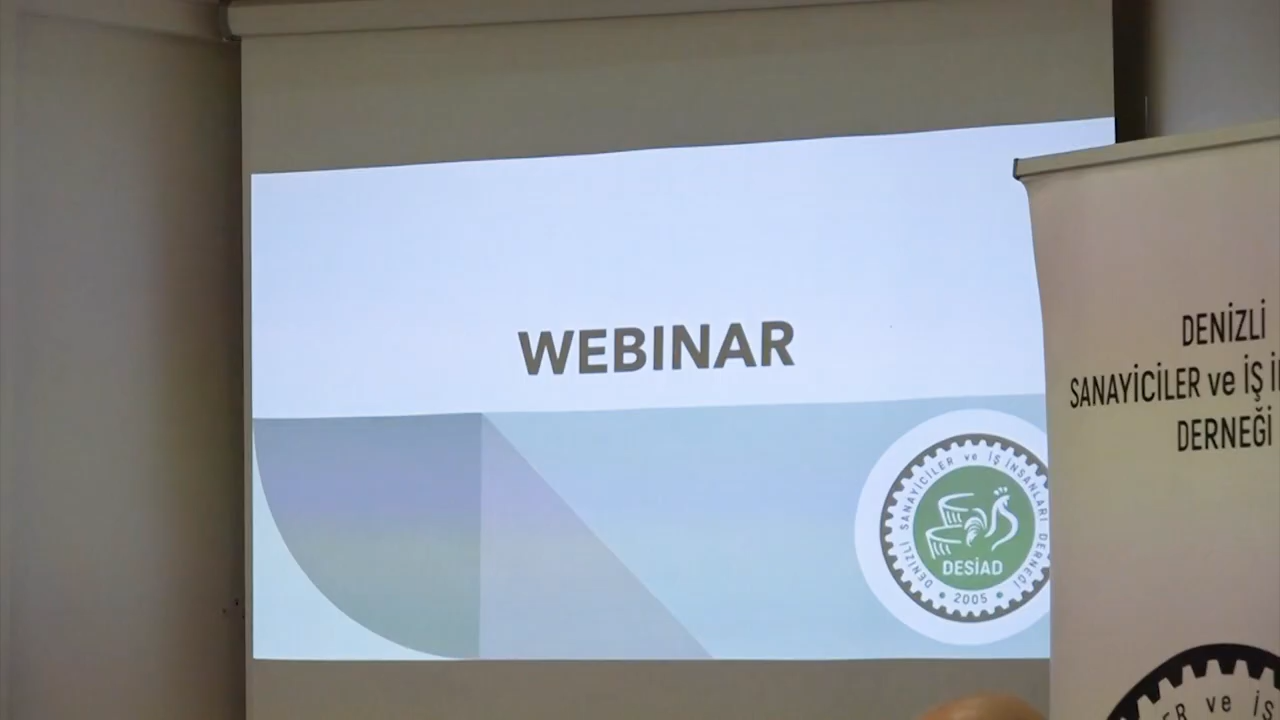 WEBINAR
DENİZLİ SANAYİCİLER ve İŞ İNSANLARI DERNEĞİ
DESİAD
• 2005 •
DENİZLİ
SANAYİCİLER ve İŞ
DERNEĞİ
ve İŞ